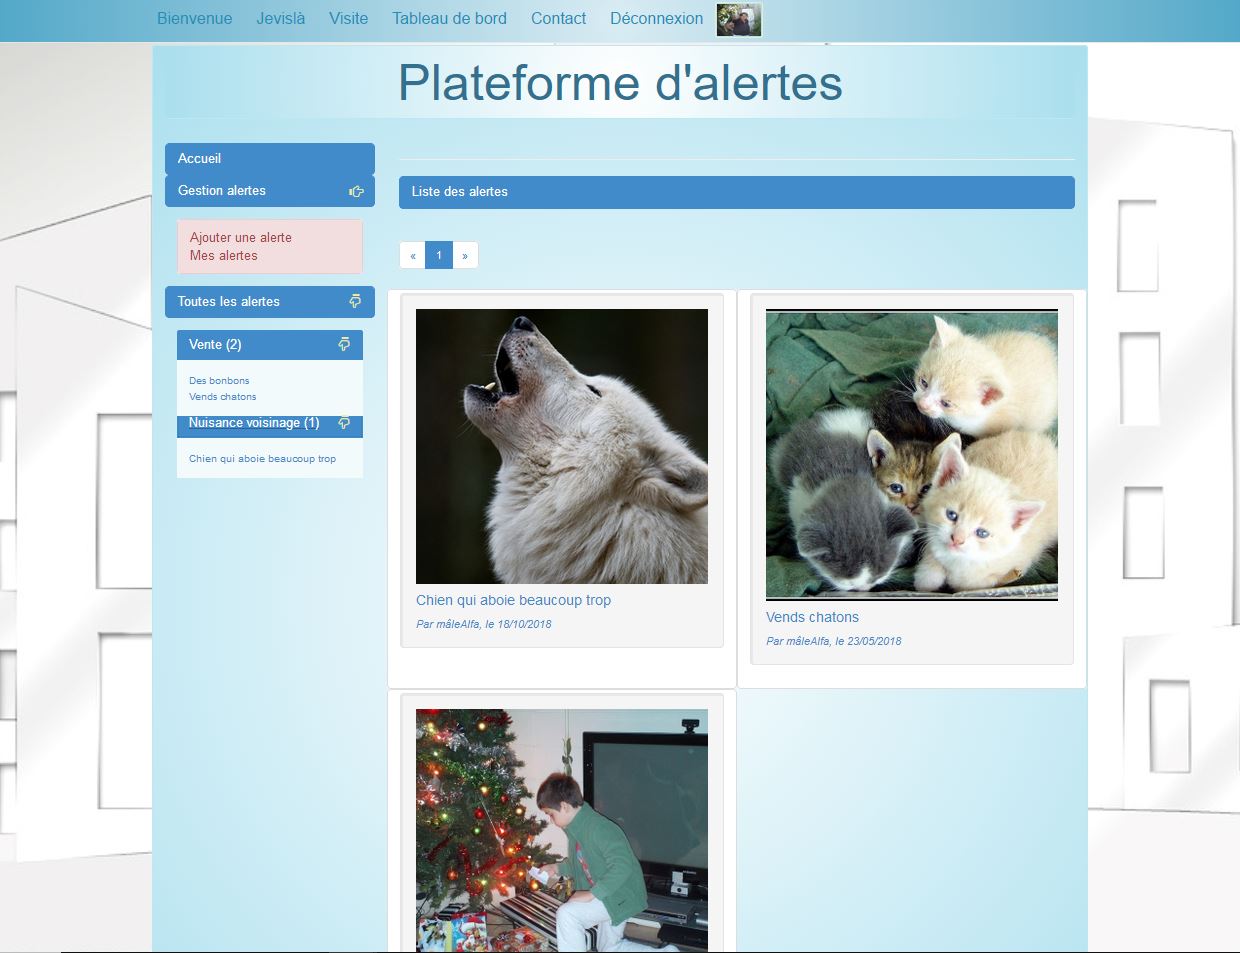 Bienvenue Jevislà Visite Tableau de bord Contact Déconnexion
Plateforme d'alertes
Accueil
Gestion alertes
Ajouter une alerte
Mes alertes
Toutes les alertes
Vente (2)
Des bonbons
Vends chatons
Nuisance voisinage (1)
Chien qui aboie beaucoup trop
Liste des alertes
« 1 »
Chien qui aboie beaucoup trop
Par mâleAlfa, le 18/10/2018
Vends chatons
Par mâleAlfa, le 23/05/2018